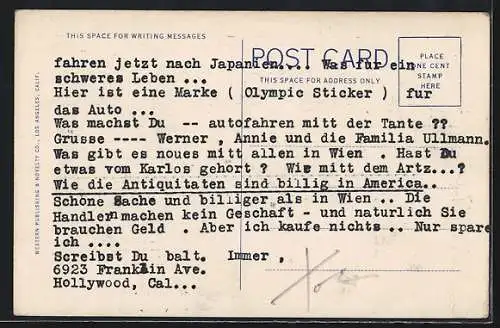 THIS SPACE FOR WRITING MESSAGES
POST CARD
THIS SPACE FOR ADDRESS ONLY
PLACE
ONE CENT
STAMP
HERE
WESTERN PUBLISHING & NOVELTY CO., LOS ANGELES, CALIF.
fahren jetzt nach Japanien.... Was fur ein
schweres Leben ...
Hier ist eine Marke ( Olympic Sticker ) fur
das Auto ...
Was machst Du -- autofahren mitt der Tante ??
Grusse ---- Werner, Annie und die Familia Ullmann.
Was gibt es noues mitt allen in Wien . Hast Du
etwas vom Karlos gehört ? Wie mitt dem Artz...?
Wie die Antiquitaten sind billig in America..
Schöne Sache und billiger als in Wien .. Die
Handler machen kein Geschaft - und naturlich Sie
brauchen Geld . Aber ich kaufe nichts .. Nur spare
ich ....
Screibst Du balt. Immer ,
6923 Franklin Ave.
Hollywood, Cal...